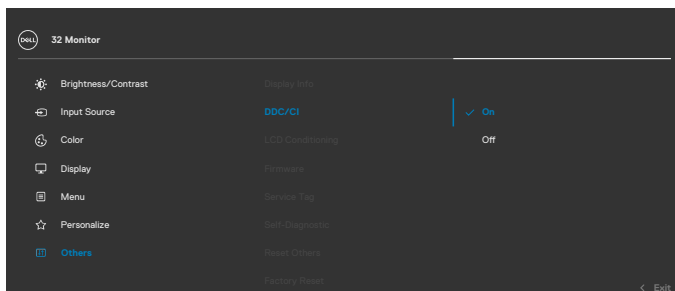 DELL
32 Monitor
Brightness/Contrast
Display Info
Input Source
DDC/CI
On
Color
LCD Conditioning
Off
Display
Firmware
Menu
Service Tag
Personalize
Self-Diagnostic
Others
Reset Others
Factory Reset
Exit